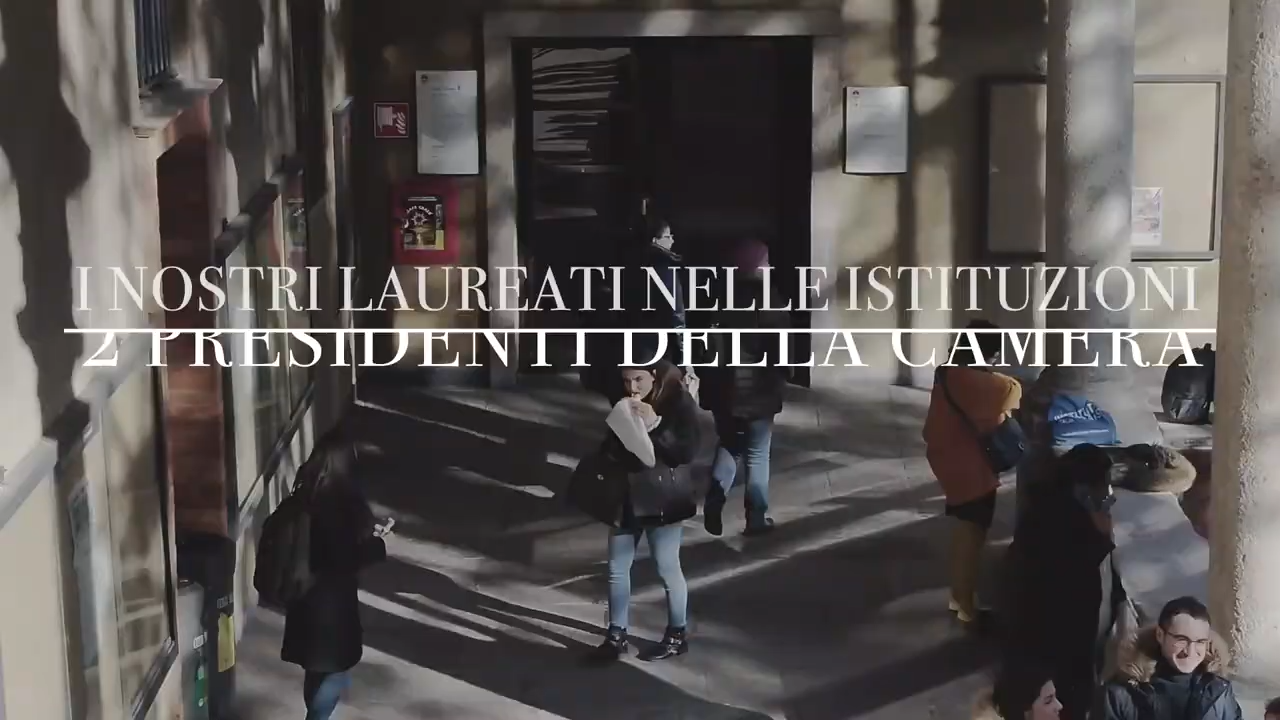 I NOSTRI LAUREATI NELLE ISTITUZIONI
2 PRESIDENTI DELLA CAMERA